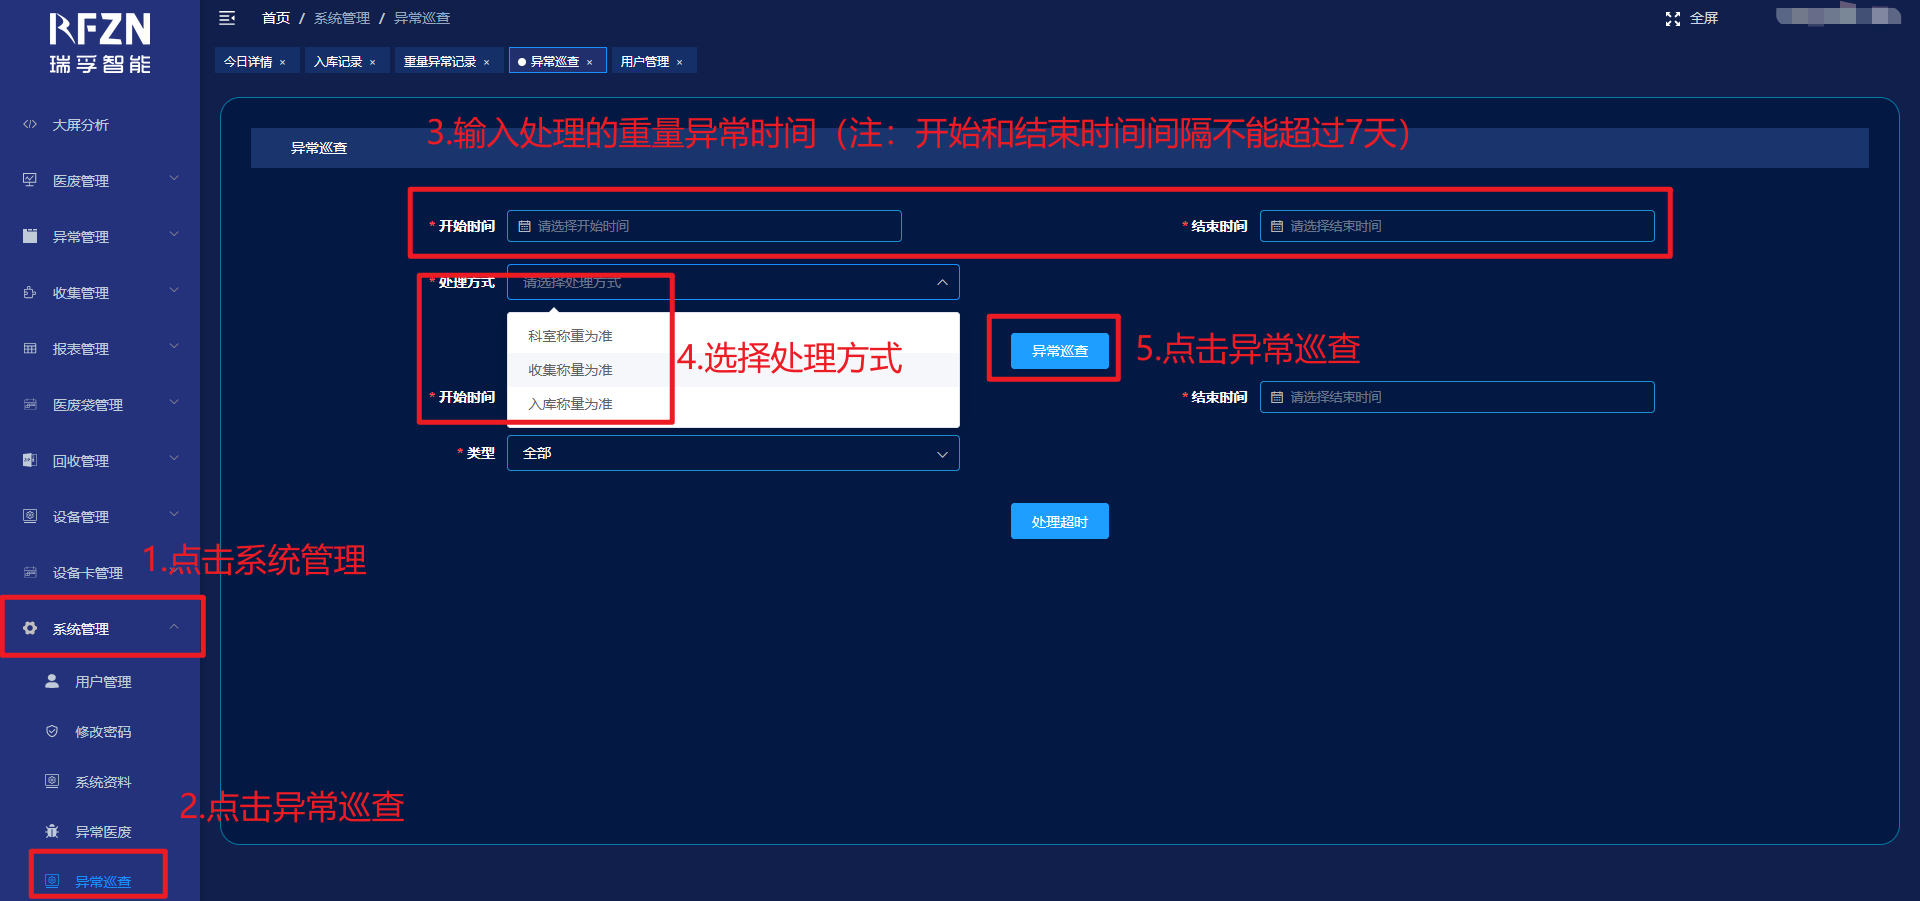 RFZN
瑞孚智能
首页 / 系统管理 / 异常巡查
全屏
今日详情 × 入库记录 × 重量异常记录 × 异常巡查 × 用户管理 ×
大屏分析
医废管理
异常管理
收集管理
报表管理
医废袋管理
回收管理
设备管理
设备卡管理
1.点击系统管理
系统管理
用户管理
修改密码
系统资料
2.点击异常巡查
异常医废
异常巡查
3.输入处理的重量异常时间（注：开始和结束时间间隔不能超过7天）
异常巡查
* 开始时间 请选择开始时间 * 结束时间 请选择结束时间
* 处理方式 请选择处理方式
科室称重为准
收集称量为准
入库称量为准
4.选择处理方式
异常巡查 5.点击异常巡查
* 开始时间 * 结束时间 请选择结束时间
* 类型 全部
处理超时